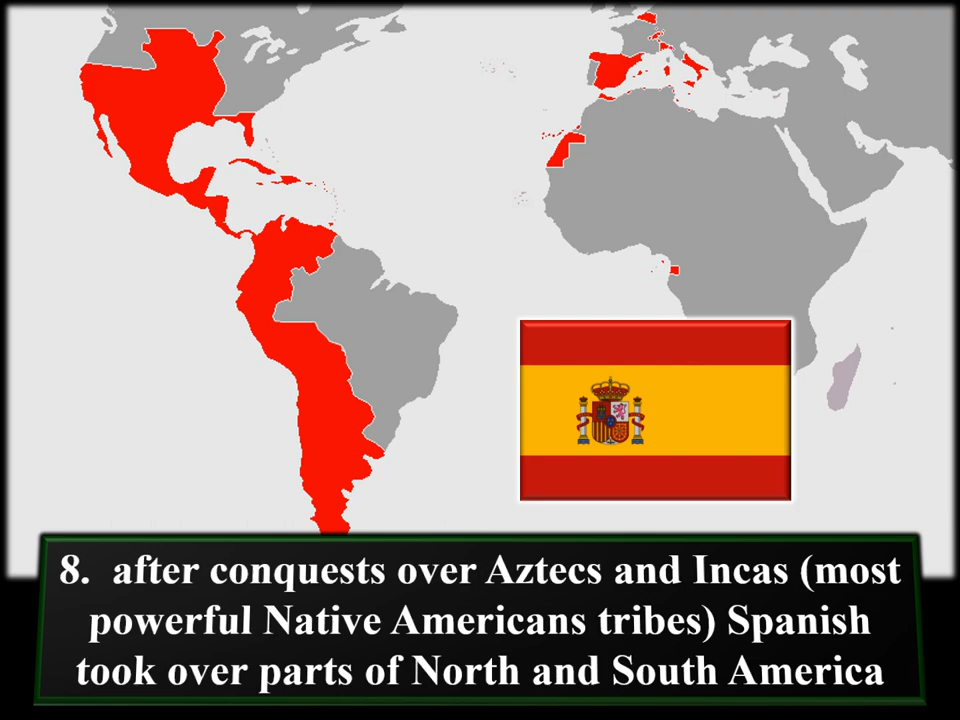 8. after conquests over Aztecs and Incas (most
powerful Native Americans tribes) Spanish
took over parts of North and South America